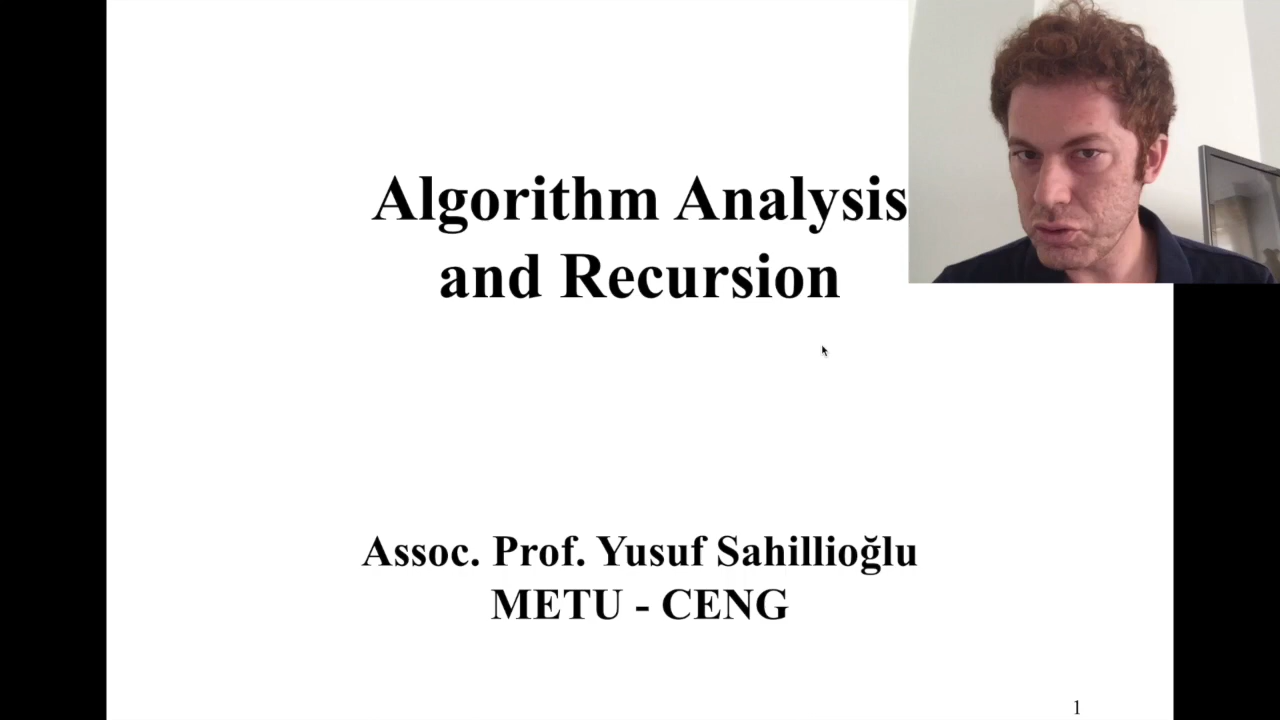 Algorithm Analysis
and Recursion
Assoc. Prof. Yusuf Sahillioğlu
METU - CENG
1